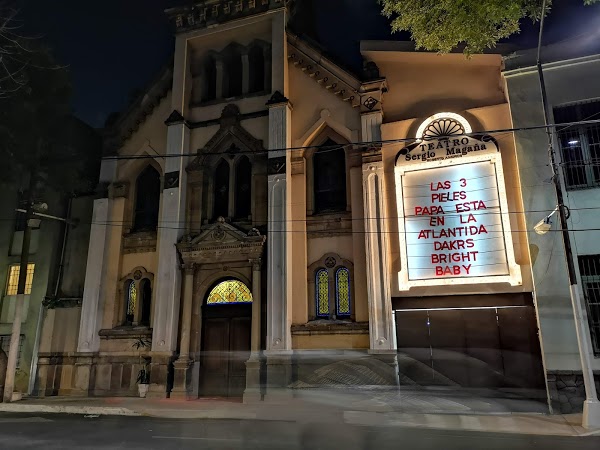 TEATRO
Sergio Magaña
LAS 3
PIELES
PAPA ESTA
EN LA
ATLANTIDA
DAKRS
BRIGHT
BABY